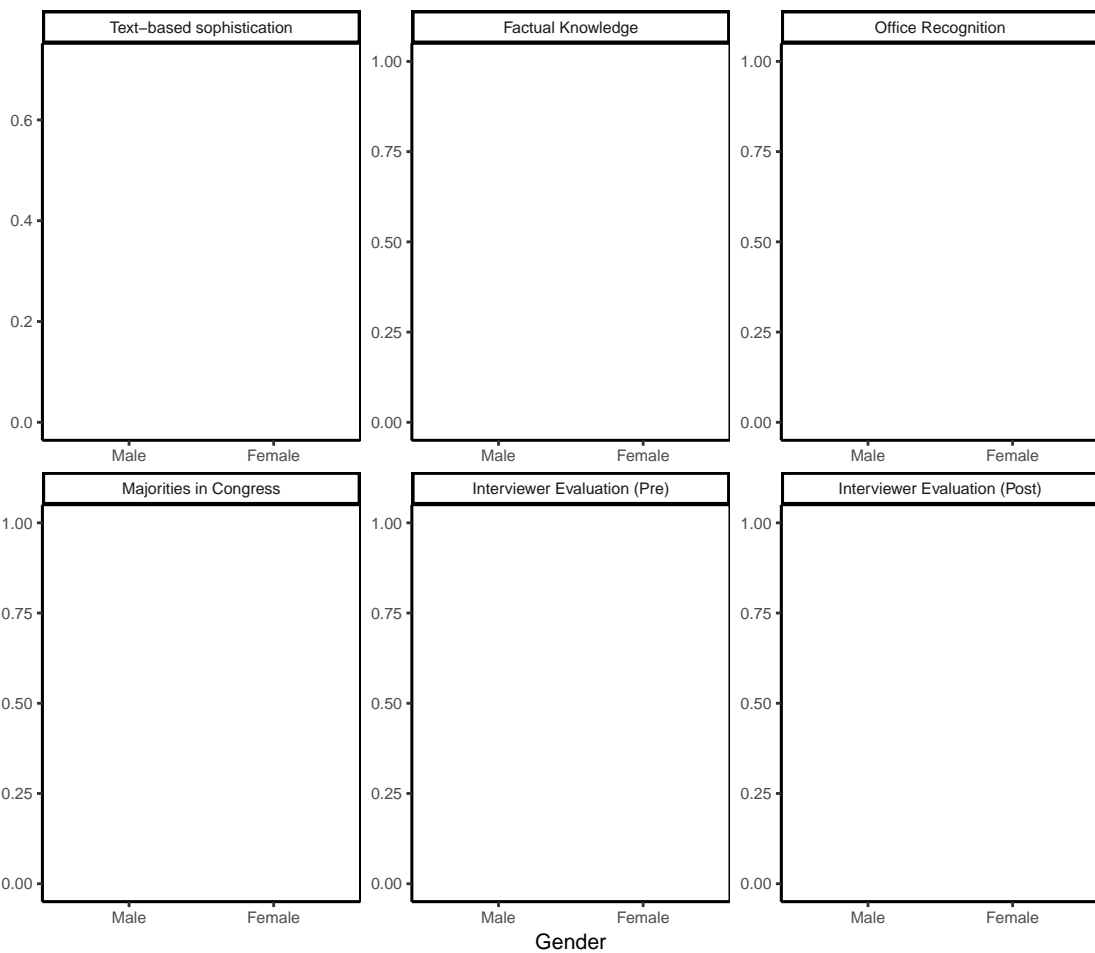 Text−based sophistication
Factual Knowledge
Office Recognition
0.6
0.4
0.2
0.0
1.00
0.75
0.50
0.25
0.00
1.00
0.75
0.50
0.25
0.00
Male Female
Male Female
Male Female
Majorities in Congress
Interviewer Evaluation (Pre)
Interviewer Evaluation (Post)
1.00
0.75
0.50
0.25
0.00
1.00
0.75
0.50
0.25
0.00
1.00
0.75
0.50
0.25
0.00
Male Female
Male Female
Male Female
Gender